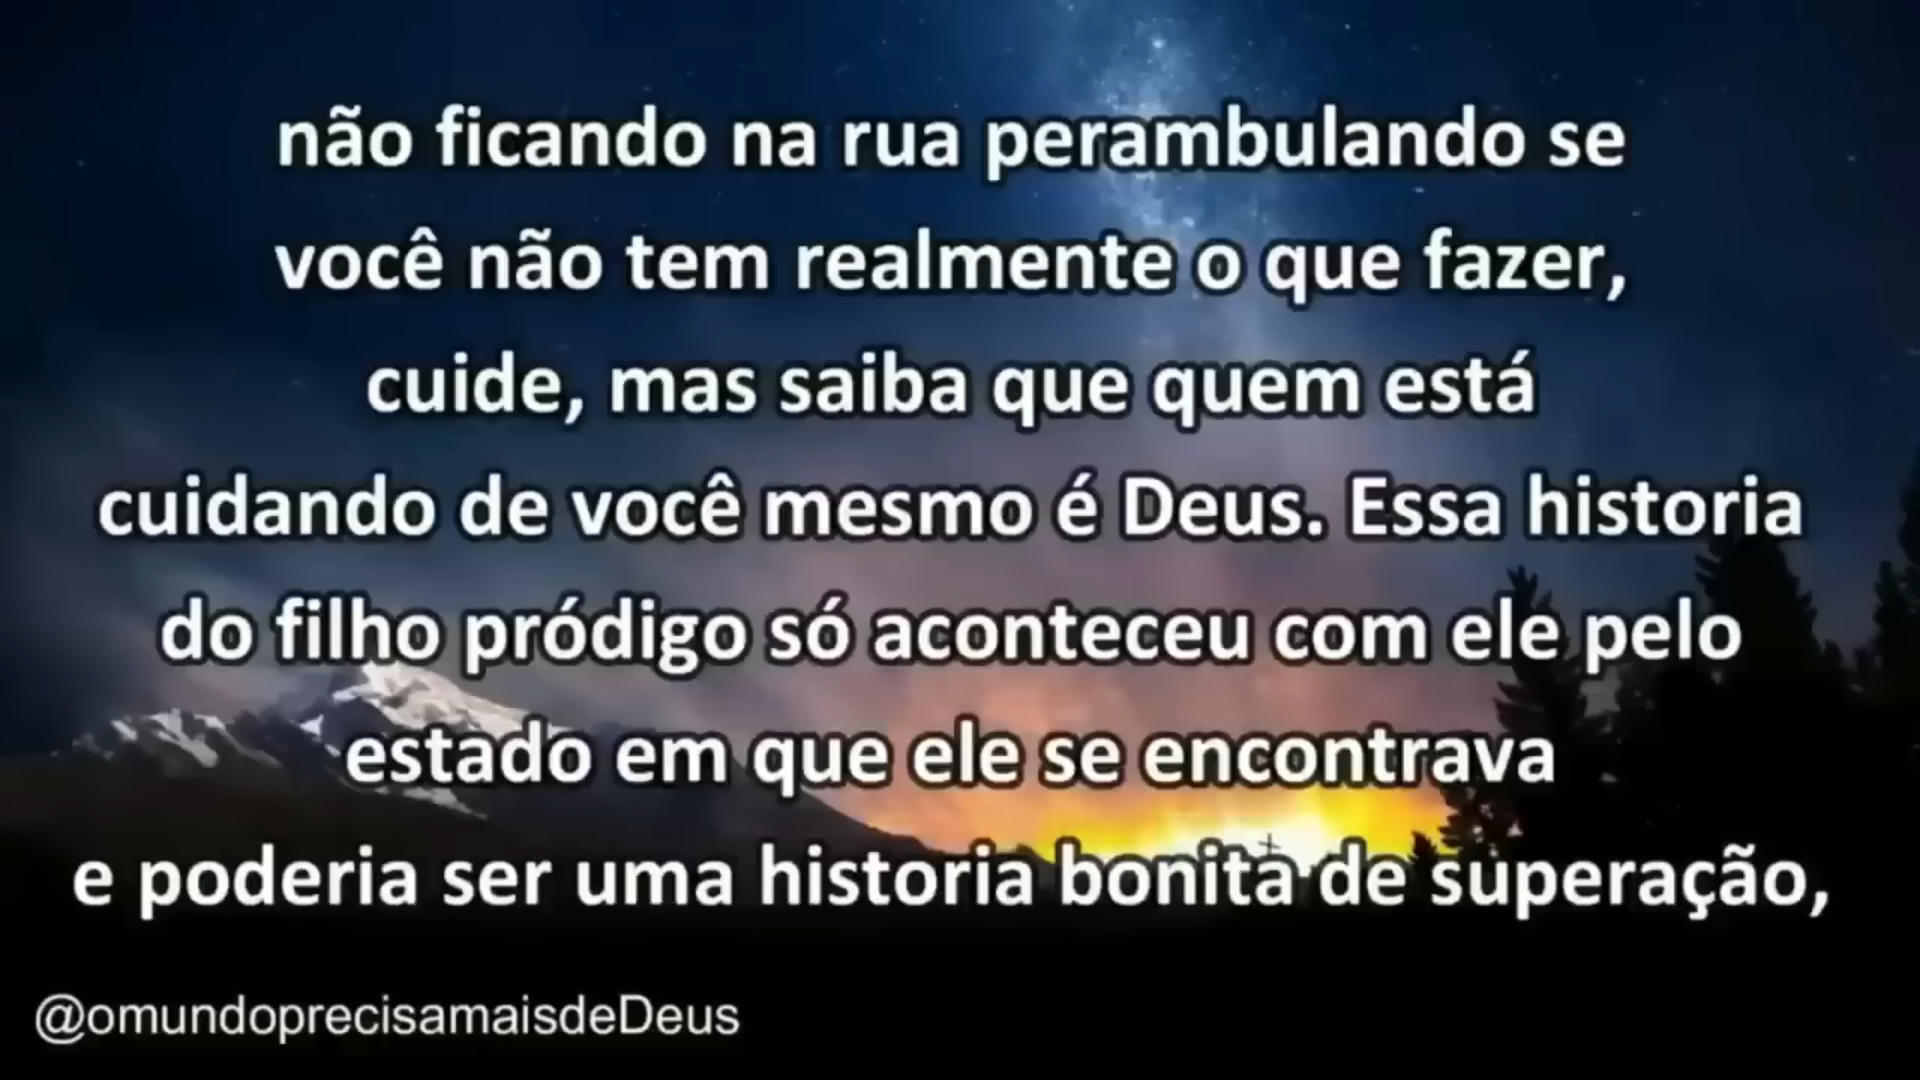 não ficando na rua perambulando se
você não tem realmente o que fazer,
cuide, mas saiba que quem está
cuidando de você mesmo é Deus. Essa historia
do filho pródigo só aconteceu com ele pelo
estado em que ele se encontrava
e poderia ser uma historia bonita de superação,
@omundoprecisamaisdeDeus